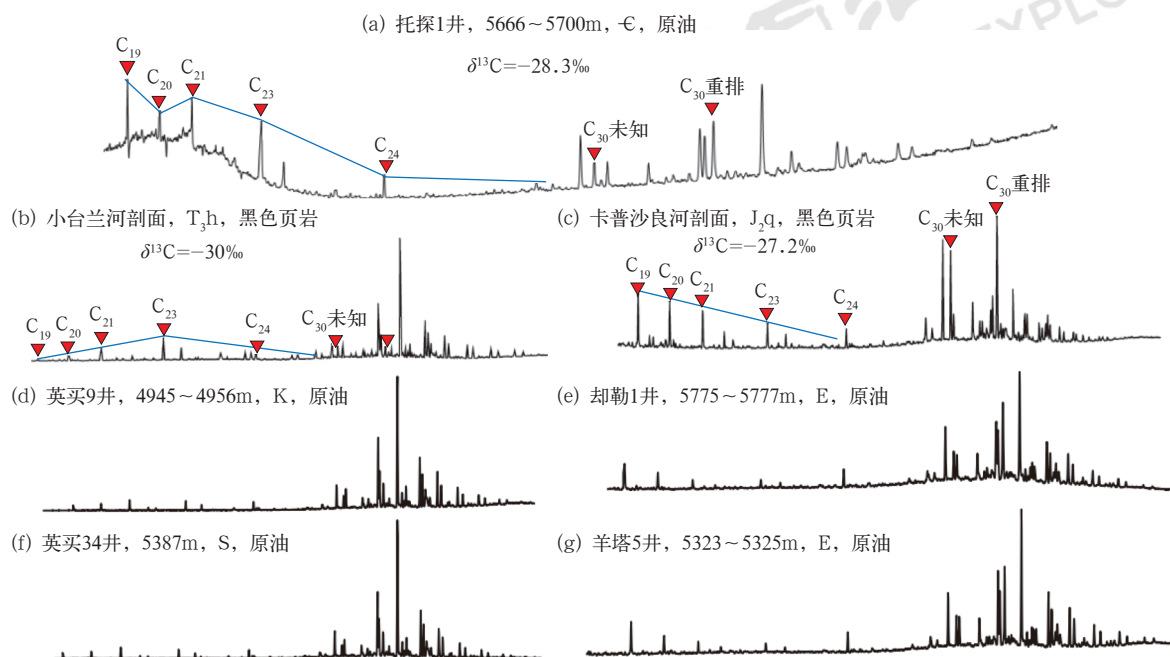 EXPLO
(a) 托探1井，5666～5700m，Є，原油
δ¹³C=−28.3‰
C₁₉
C₂₀
C₂₁
C₂₃
C₂₄
C₃₀未知
C₃₀重排
(b) 小台兰河剖面，T₃h，黑色页岩
δ¹³C=−30‰
C₁₉
C₂₀
C₂₁
C₂₃
C₂₄
C₃₀未知
(c) 卡普沙良河剖面，J₂q，黑色页岩
δ¹³C=−27.2‰
C₁₉
C₂₀
C₂₁
C₂₃
C₂₄
C₃₀未知
C₃₀重排
(d) 英买9井，4945～4956m，K，原油
(e) 却勒1井，5775～5777m，E，原油
(f) 英买34井，5387m，S，原油
(g) 羊塔5井，5323～5325m，E，原油